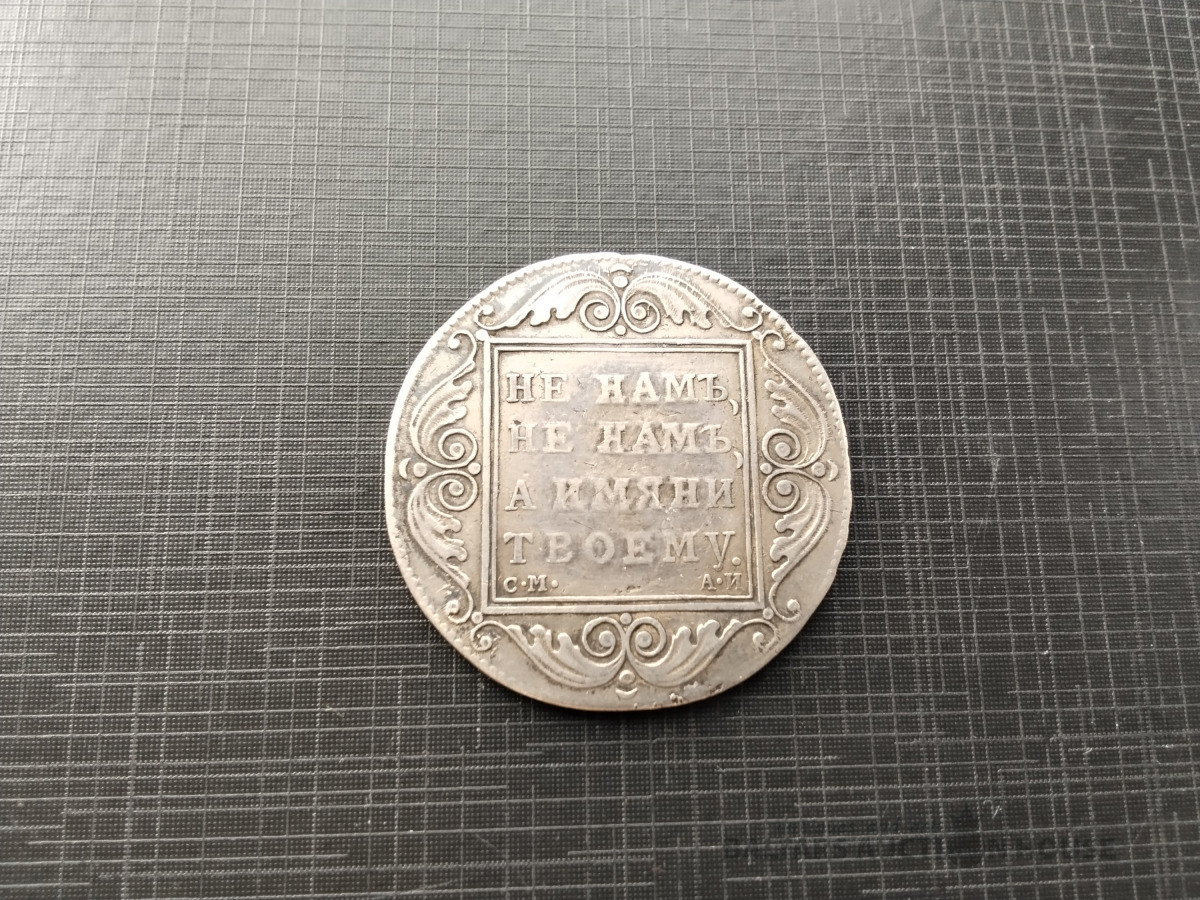 НЕ НАМЪ,
НЕ НАМЪ,
А ИМЯНИ
ТВОЕМУ.
С·М· А·И